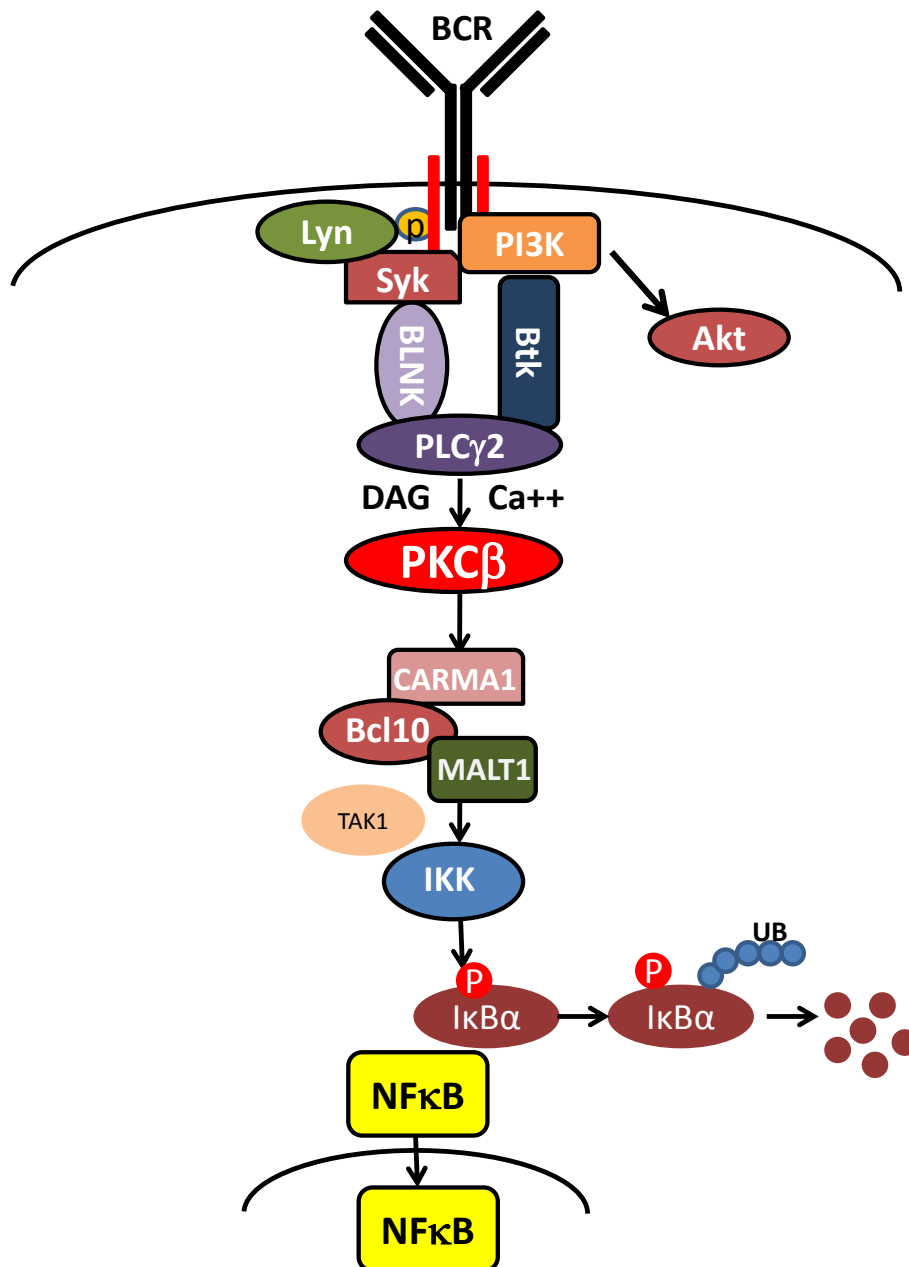 BCR
Lyn
p
PI3K
Syk
Akt
BLNK
Btk
PLCγ2
DAG
Ca++
PKCβ
CARMA1
Bcl10
MALT1
TAK1
IKK
UB
P
P
IκBα
IκBα
NFκB
NFκB